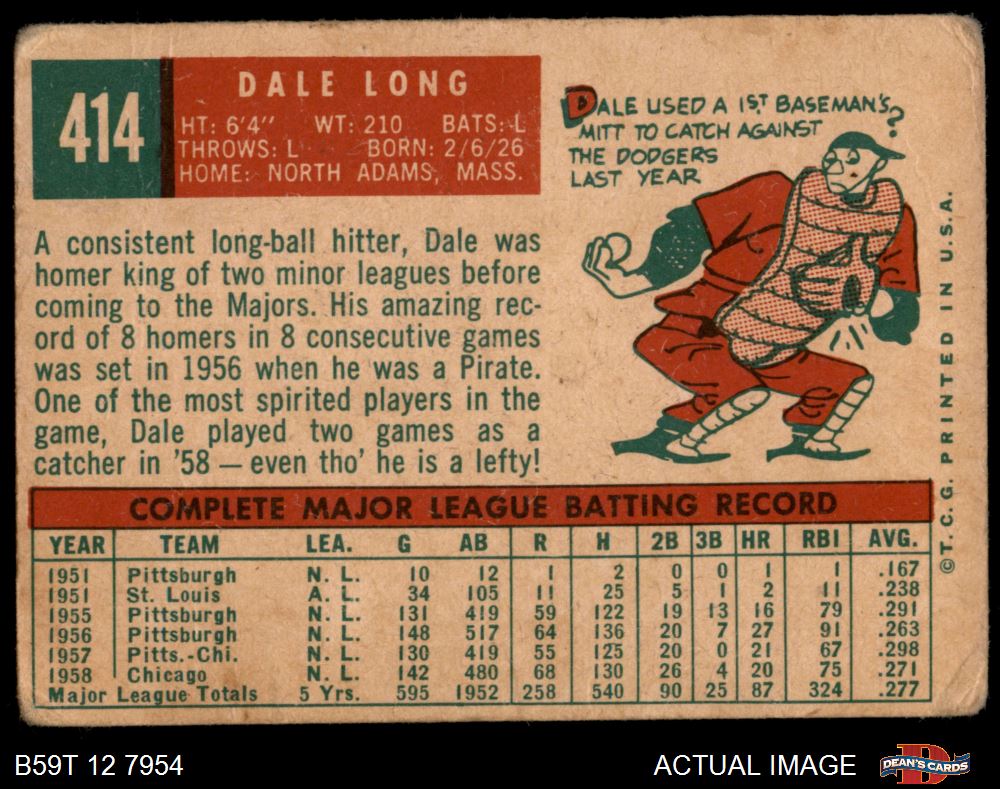 414
DALE LONG
HT: 6'4" WT: 210 BATS: L
THROWS: L BORN: 2/6/26
HOME: NORTH ADAMS, MASS.
DALE USED A 1ST BASEMAN'S
MITT TO CATCH AGAINST
THE DODGERS
LAST YEAR?
A consistent long-ball hitter, Dale was
homer king of two minor leagues before
coming to the Majors. His amazing rec-
ord of 8 homers in 8 consecutive games
was set in 1956 when he was a Pirate.
One of the most spirited players in the
game, Dale played two games as a
catcher in '58 — even tho' he is a lefty!
COMPLETE MAJOR LEAGUE BATTING RECORD
YEAR TEAM LEA. G AB R H 2B 3B HR RBI AVG.
1951 Pittsburgh N. L. 10 12 1 2 0 0 1 1 .167
1951 St. Louis A. L. 34 105 11 25 5 1 2 11 .238
1955 Pittsburgh N. L. 131 419 59 122 19 13 16 79 .291
1956 Pittsburgh N. L. 148 517 64 136 20 7 27 91 .263
1957 Pitts.-Chi. N. L. 130 419 55 125 20 0 21 67 .298
1958 Chicago N. L. 142 480 68 130 26 4 20 75 .271
Major League Totals 5 Yrs. 595 1952 258 540 90 25 87 324 .277
© T. C. G. PRINTED IN U.S.A.
B59T 12 7954
ACTUAL IMAGE
D
DEAN'S CARDS